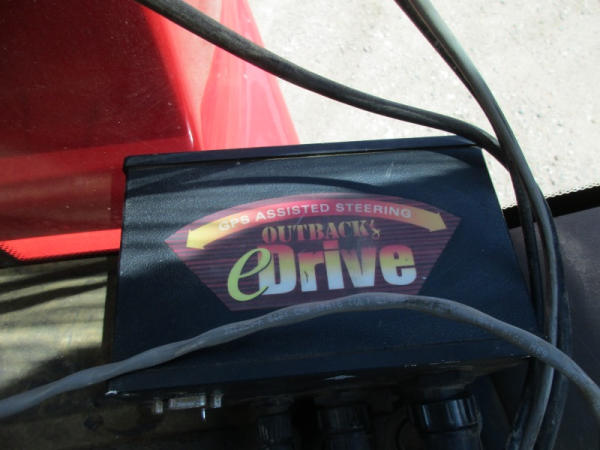 GPS ASSISTED STEERING
OUTBACK
eDrive